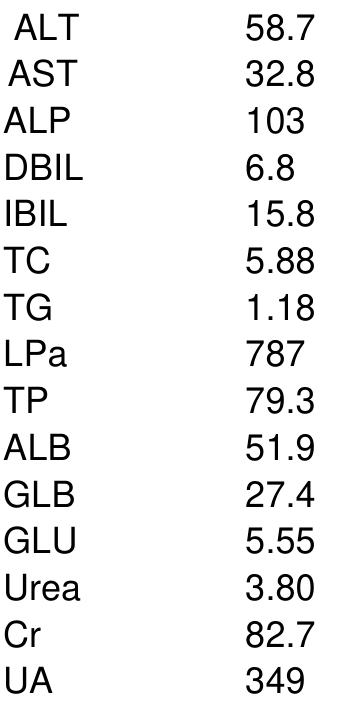 ALT 58.7
AST 32.8
ALP 103
DBIL 6.8
IBIL 15.8
TC 5.88
TG 1.18
LPa 787
TP 79.3
ALB 51.9
GLB 27.4
GLU 5.55
Urea 3.80
Cr 82.7
UA 349